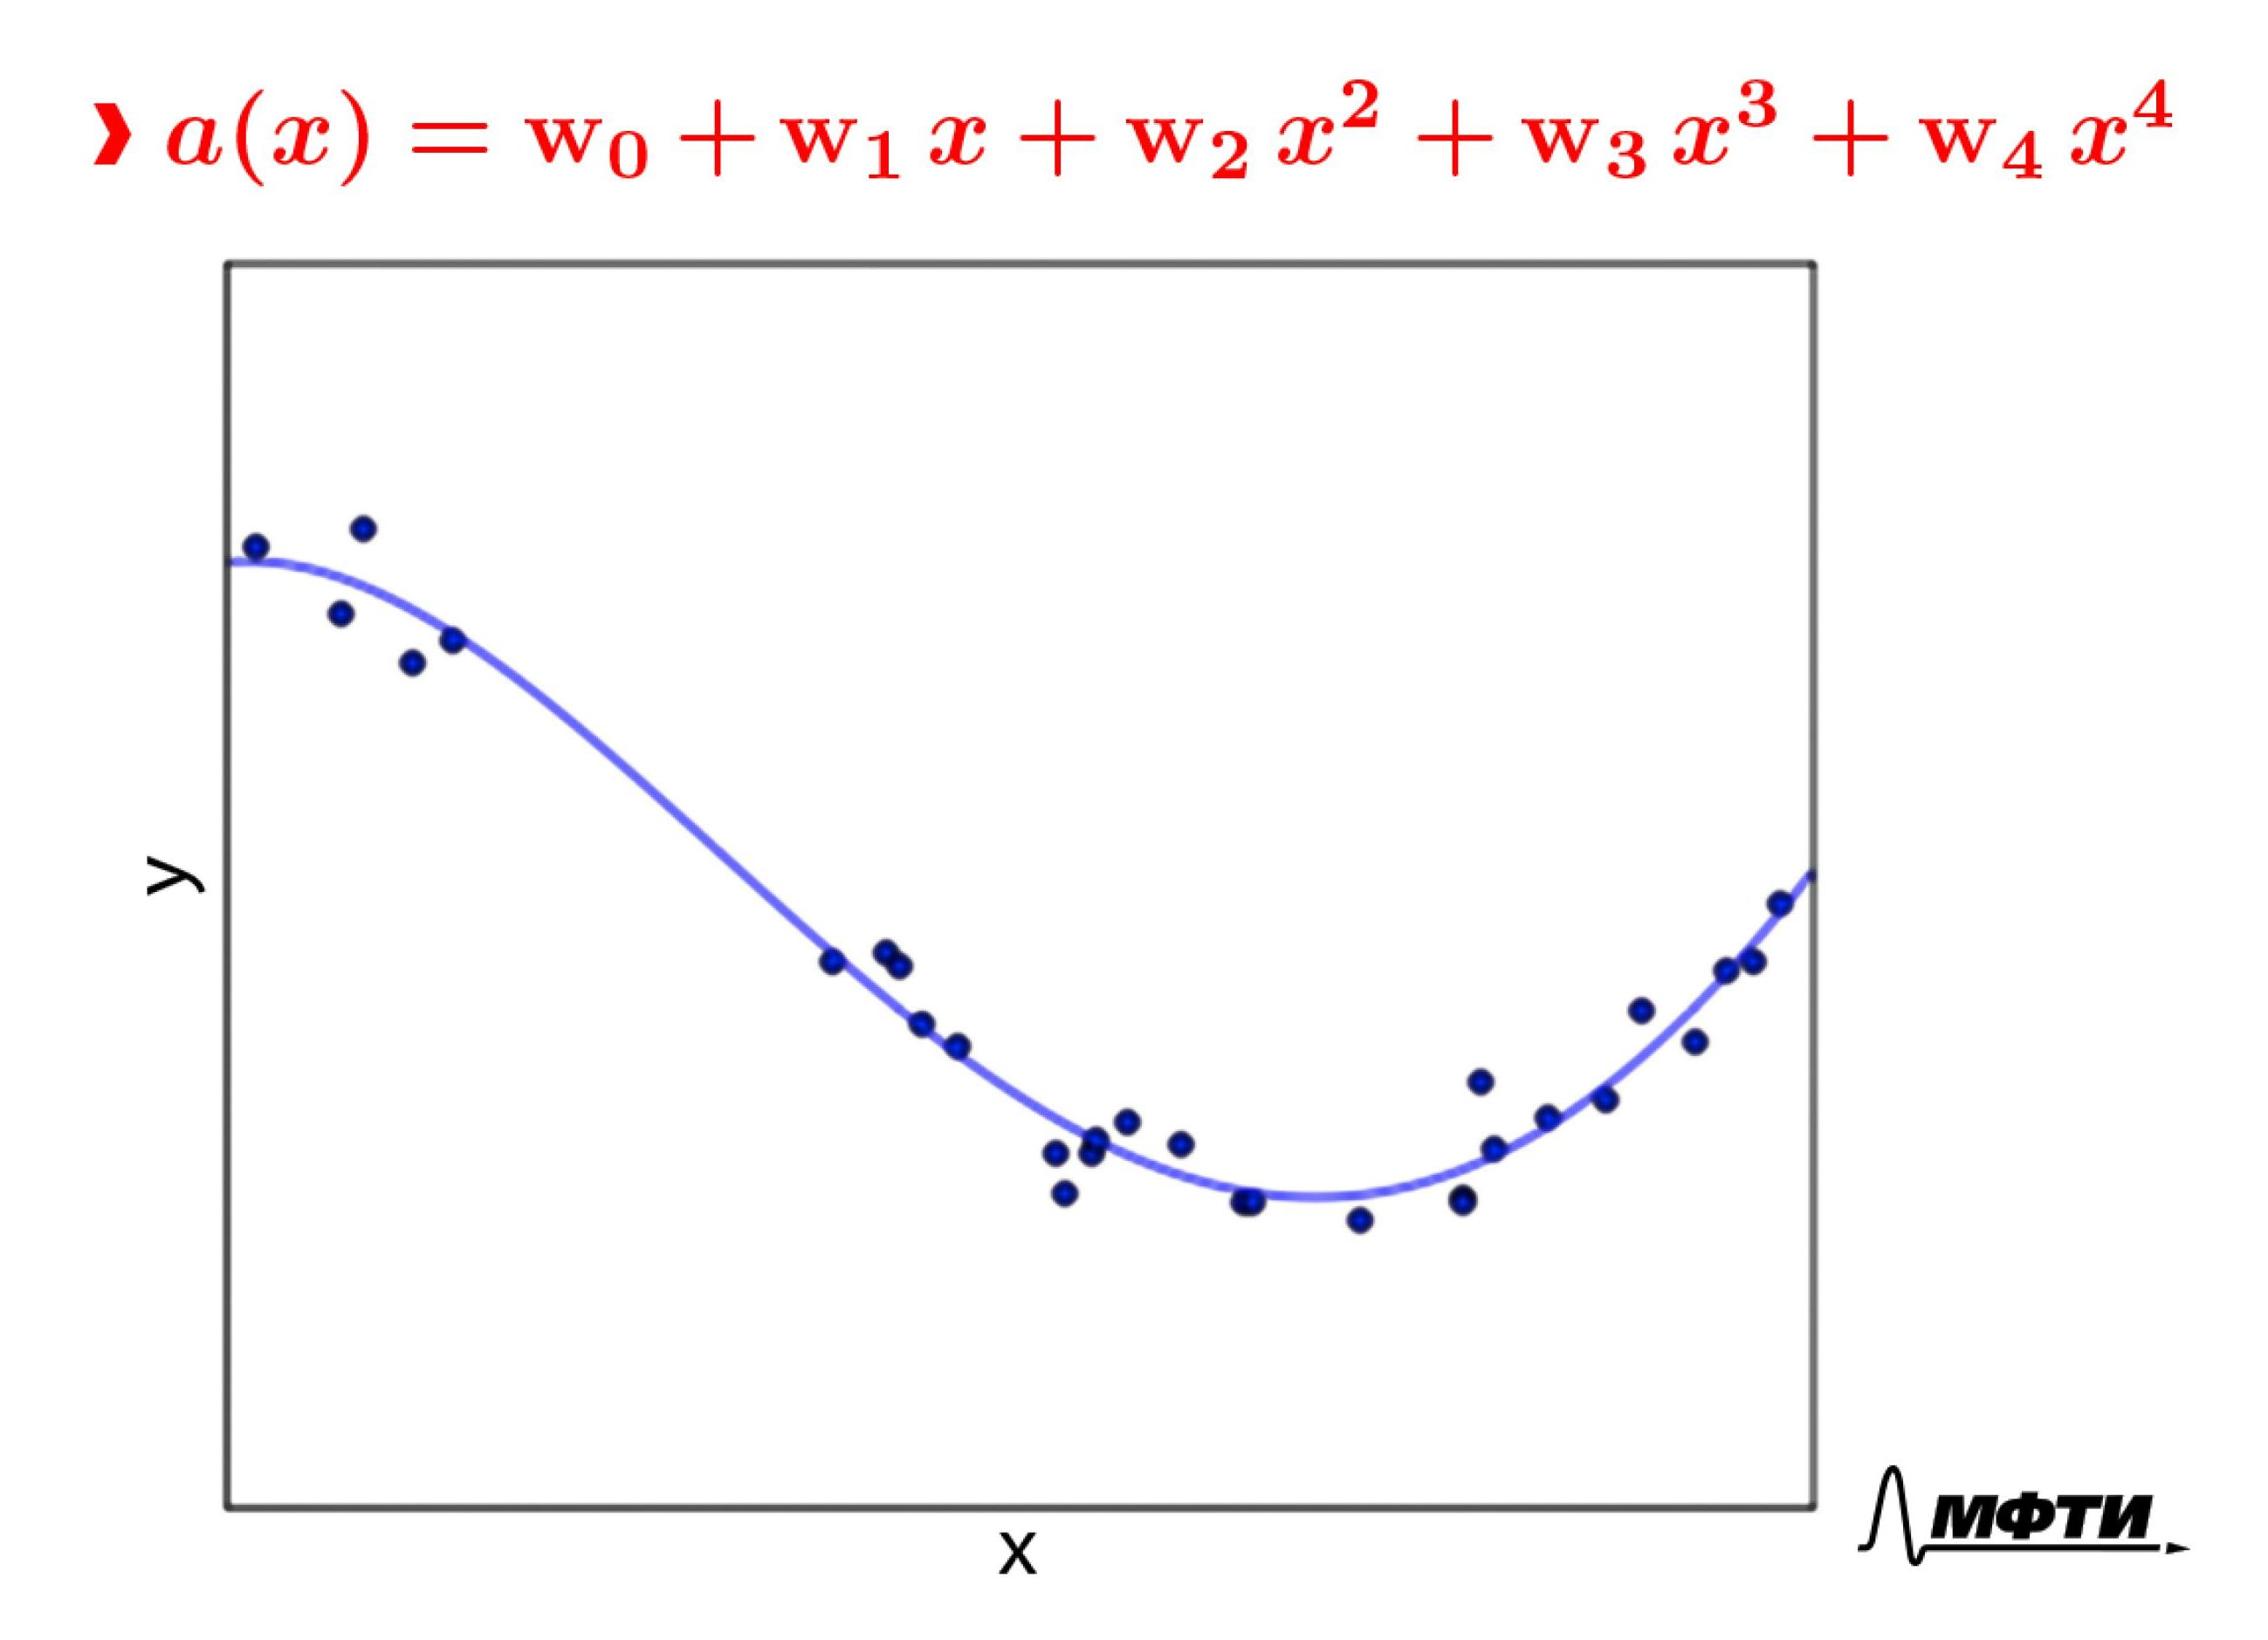 ❱ a(x) = w₀ + w₁ x + w₂ x² + w₃ x³ + w₄ x⁴
y
x
МФТИ